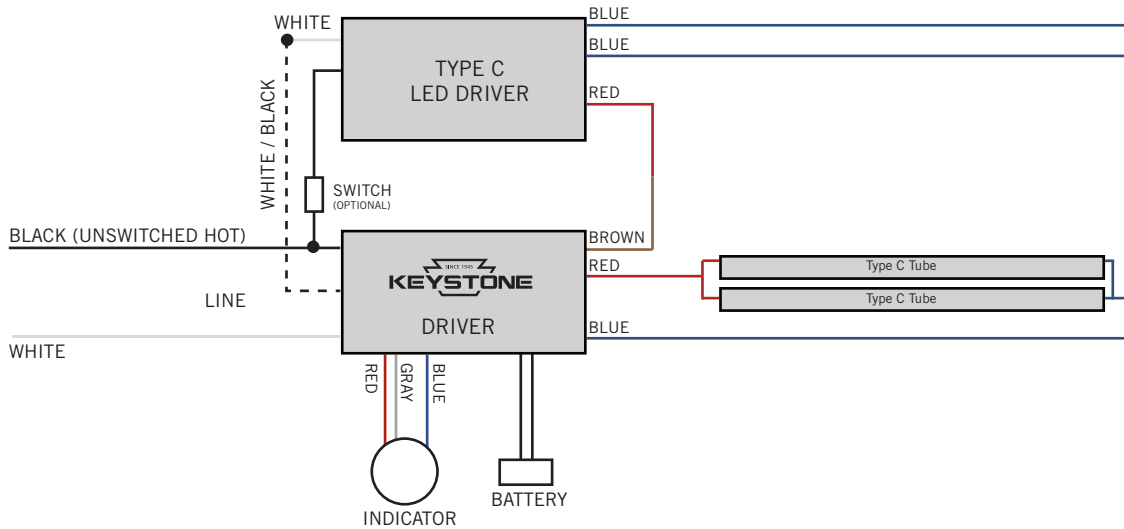 WHITE
BLUE
BLUE
TYPE C
LED DRIVER
RED
WHITE / BLACK
SWITCH
(OPTIONAL)
BLACK (UNSWITCHED HOT)
BROWN
SINCE 1945
KEYSTONE
RED
Type C Tube
Type C Tube
LINE
DRIVER
BLUE
WHITE
RED
GRAY
BLUE
BATTERY
INDICATOR